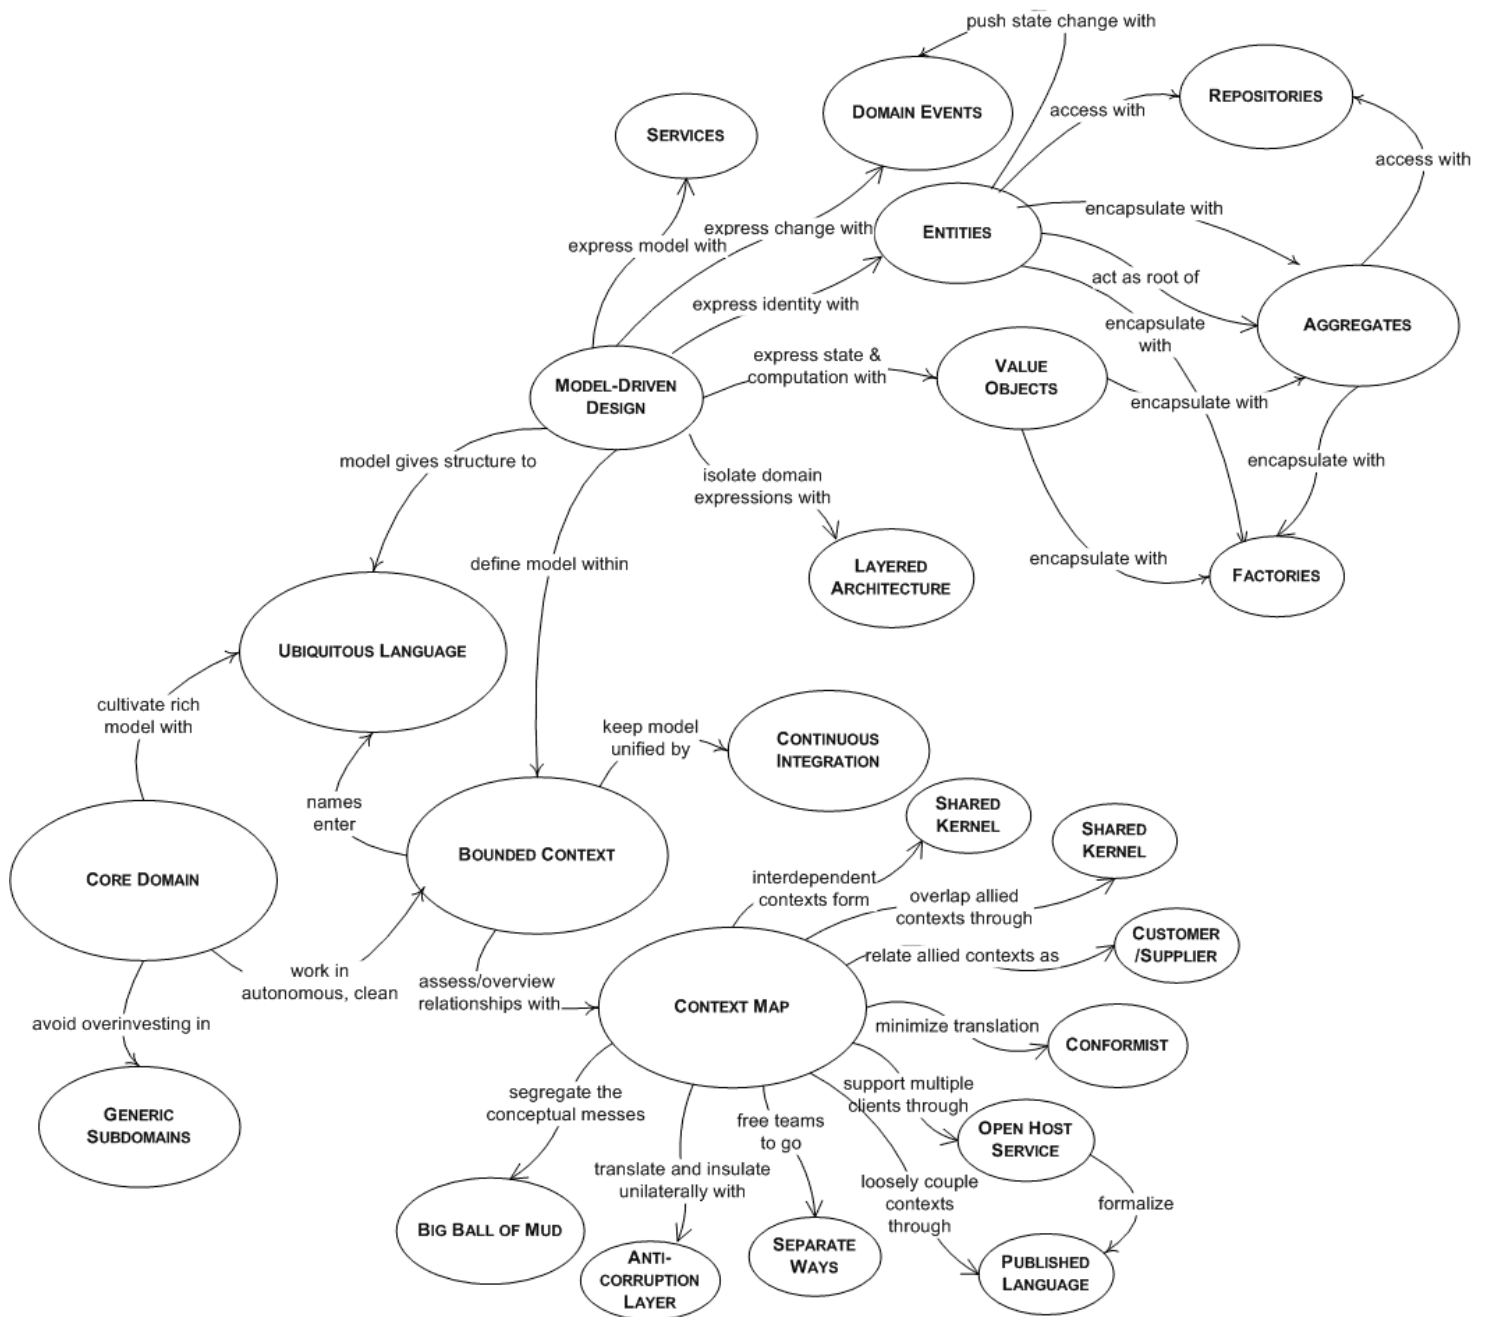 push state change with
DOMAIN EVENTS
REPOSITORIES
access with
SERVICES
access with
encapsulate with
express change with
ENTITIES
express model with
act as root of
express identity with
encapsulate
with
AGGREGATES
express state &
computation with
VALUE
OBJECTS
MODEL-DRIVEN
DESIGN
encapsulate with
model gives structure to
encapsulate with
isolate domain
expressions with
define model within
encapsulate with
LAYERED
ARCHITECTURE
FACTORIES
UBIQUITOUS LANGUAGE
cultivate rich
model with
keep model
unified by
CONTINUOUS
INTEGRATION
names
enter
SHARED
KERNEL
SHARED
KERNEL
BOUNDED CONTEXT
CORE DOMAIN
interdependent
contexts form
overlap allied
contexts through
CUSTOMER
/SUPPLIER
relate allied contexts as
work in
autonomous, clean
assess/overview
relationships with
CONTEXT MAP
avoid overinvesting in
minimize translation
CONFORMIST
segregate the
conceptual messes
support multiple
clients through
GENERIC
SUBDOMAINS
free teams
to go
OPEN HOST
SERVICE
translate and insulate
unilaterally with
loosely couple
contexts
through
formalize
BIG BALL OF MUD
SEPARATE
WAYS
ANTI-
CORRUPTION
LAYER
PUBLISHED
LANGUAGE